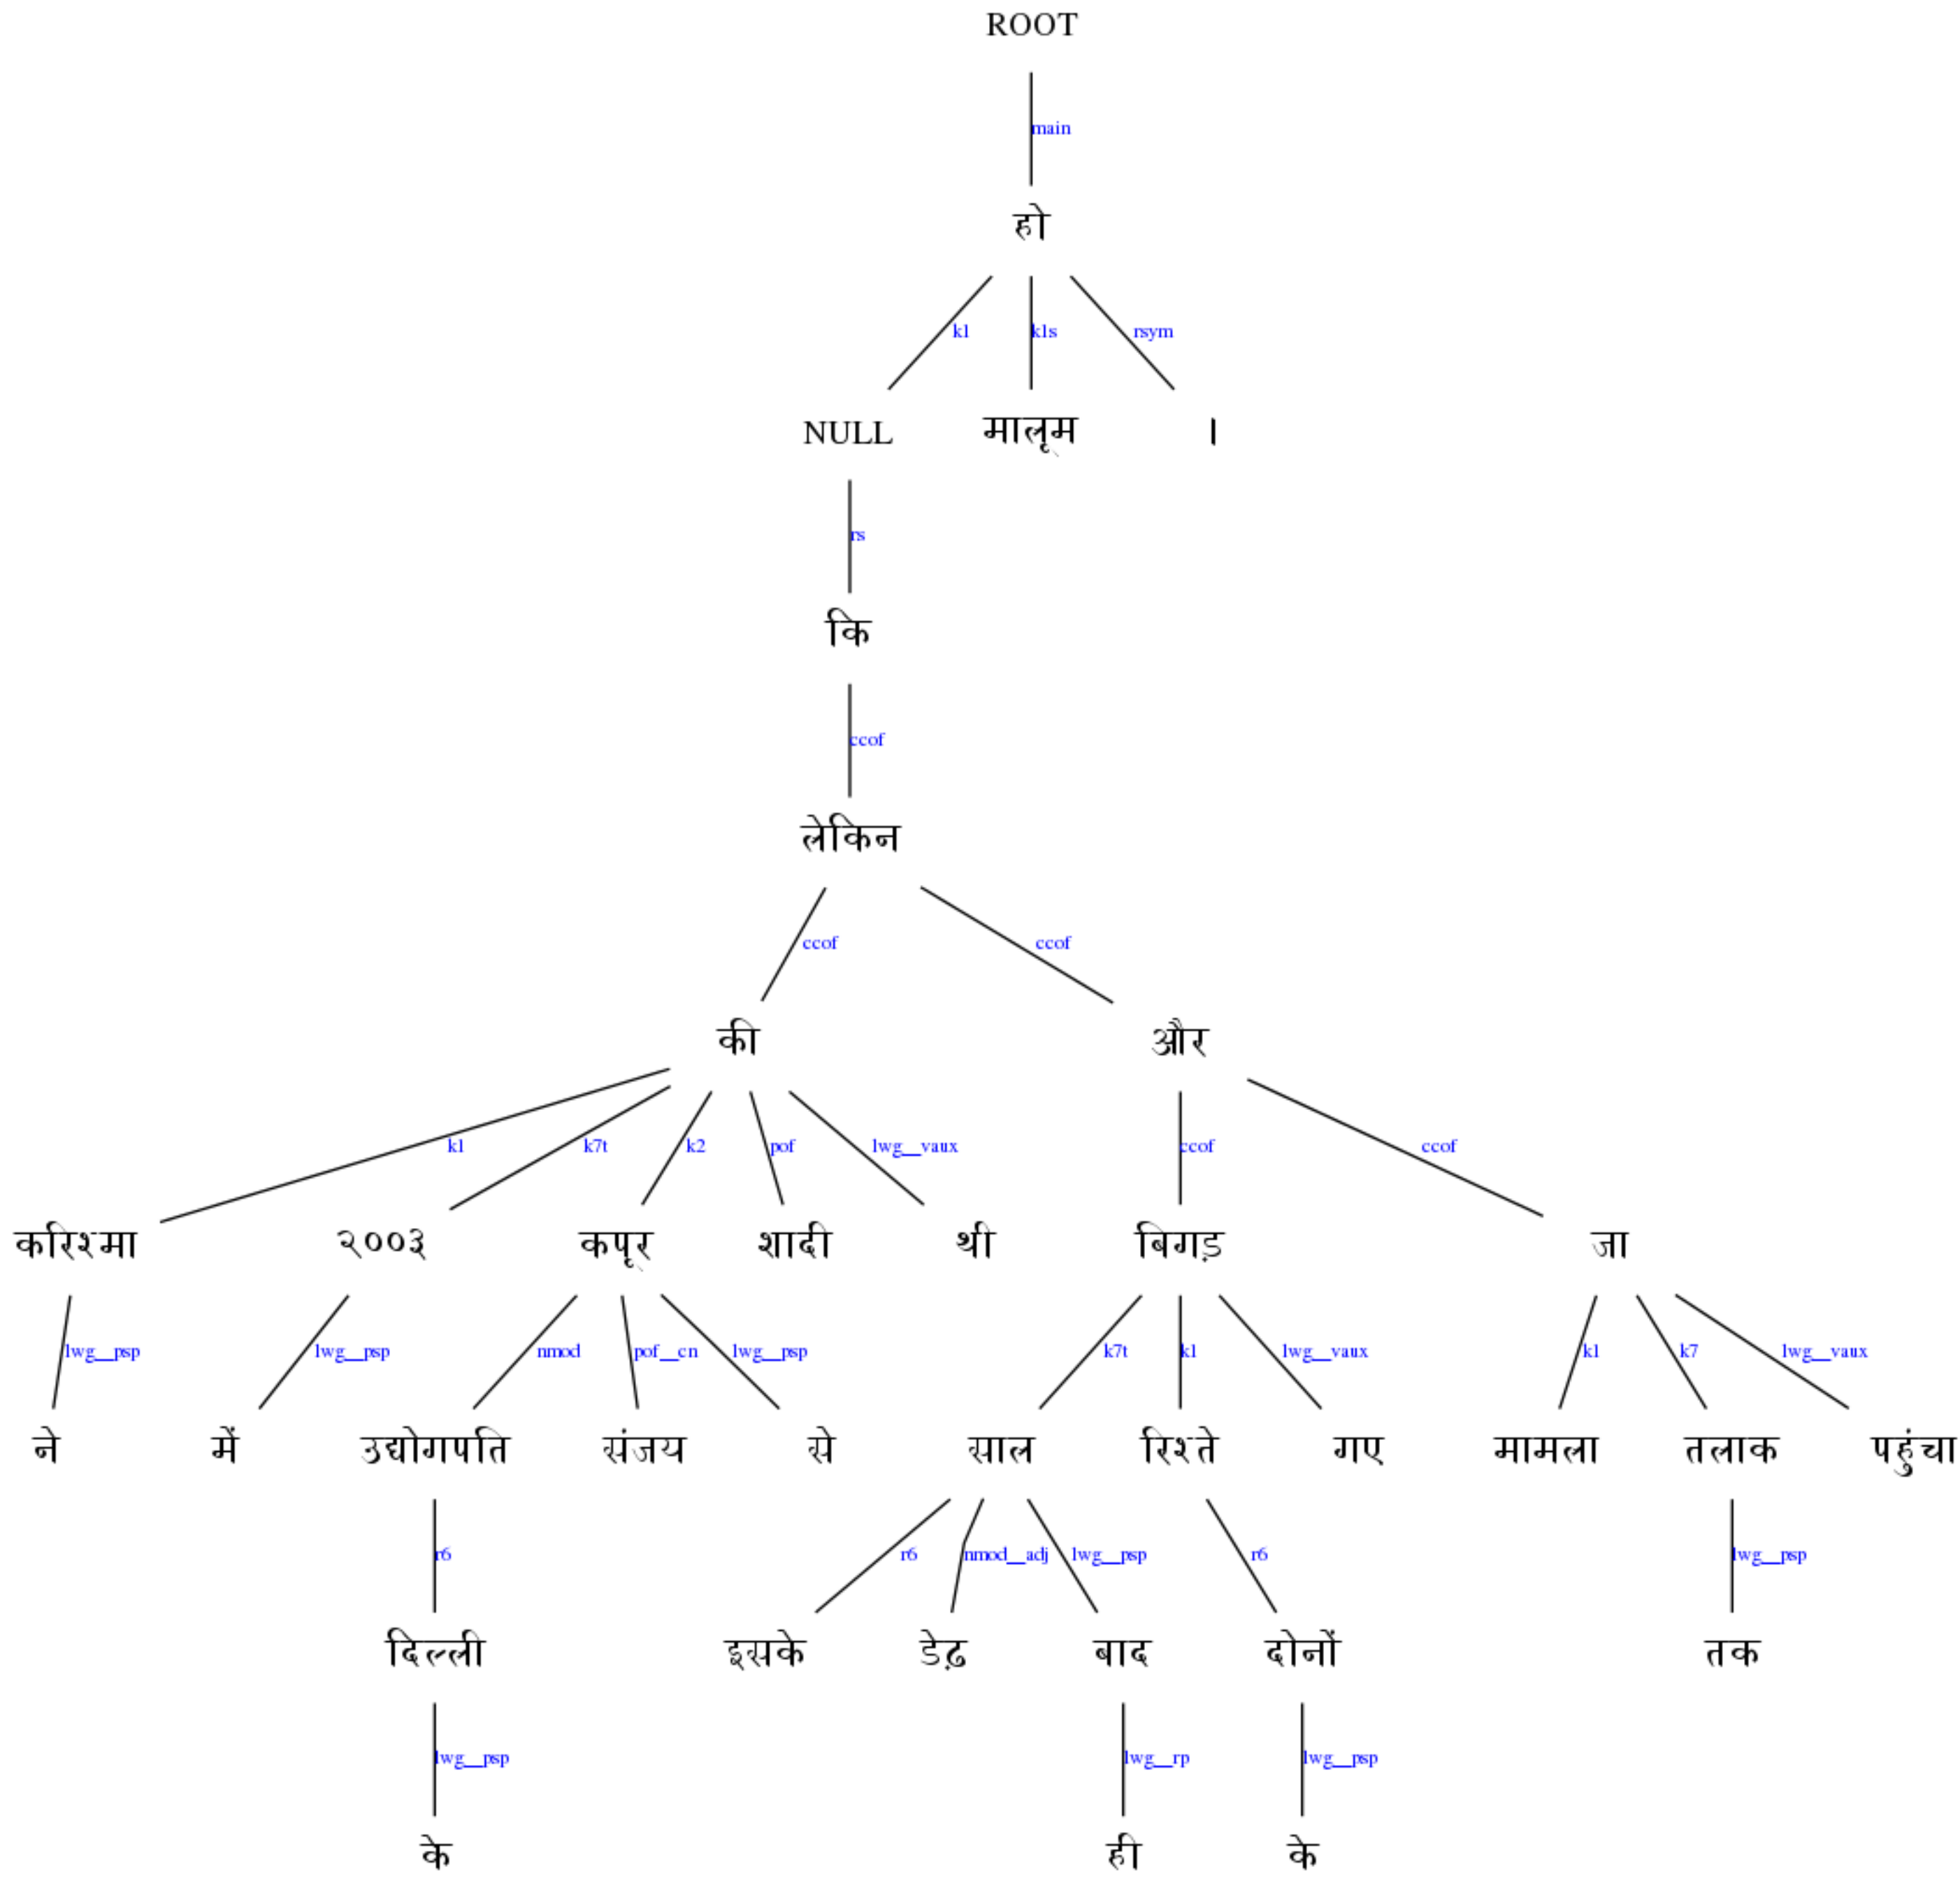 ROOT
main
हो
k1 k1s rsym
NULL मालूम ।
rs
कि
ccof
लेकिन
ccof ccof
की और
k1 k7t k2 pof lwg__vaux ccof ccof
करिश्मा २००३ कपूर शादी थी बिगड़ जा
lwg__psp lwg__psp nmod pof__cn lwg__psp k7t k1 lwg__vaux k1 k7 lwg__vaux
ने में उद्योगपति संजय से साल रिश्ते गए मामला तलाक पहुंचा
r6 r6 nmod__adj lwg__psp r6 lwg__psp
दिल्ली इसके डेढ़ बाद दोनों तक
lwg__psp lwg__rp lwg__psp
के ही के